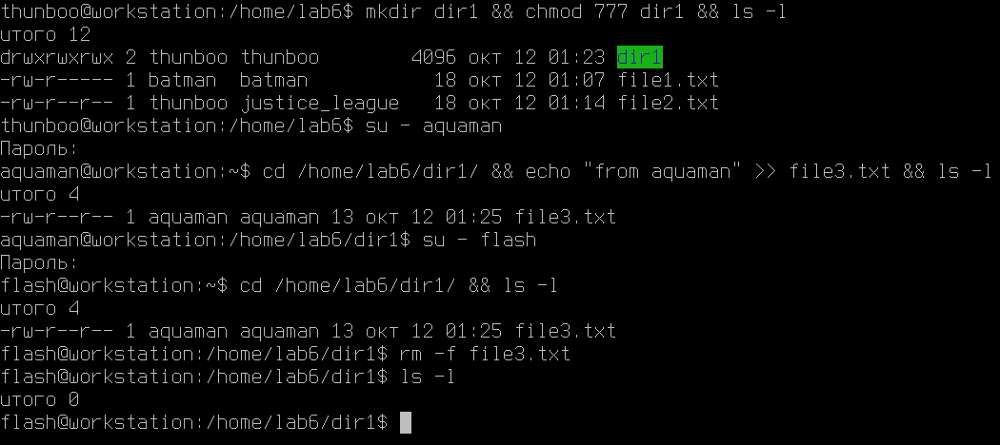 thunboo@workstation:/home/lab6$ mkdir dir1 && chmod 777 dir1 && ls -l
итого 12
drwxrwxrwx 2 thunboo thunboo        4096 окт 12 01:23 dir1
-rw-r----- 1 batman  batman           18 окт 12 01:07 file1.txt
-rw-r--r-- 1 thunboo justice_league   18 окт 12 01:14 file2.txt
thunboo@workstation:/home/lab6$ su - aquaman
Пароль:
aquaman@workstation:~$ cd /home/lab6/dir1/ && echo "from aquaman" >> file3.txt && ls -l
итого 4
-rw-r--r-- 1 aquaman aquaman 13 окт 12 01:25 file3.txt
aquaman@workstation:/home/lab6/dir1$ su - flash
Пароль:
flash@workstation:~$ cd /home/lab6/dir1/ && ls -l
итого 4
-rw-r--r-- 1 aquaman aquaman 13 окт 12 01:25 file3.txt
flash@workstation:/home/lab6/dir1$ rm -f file3.txt
flash@workstation:/home/lab6/dir1$ ls -l
итого 0
flash@workstation:/home/lab6/dir1$